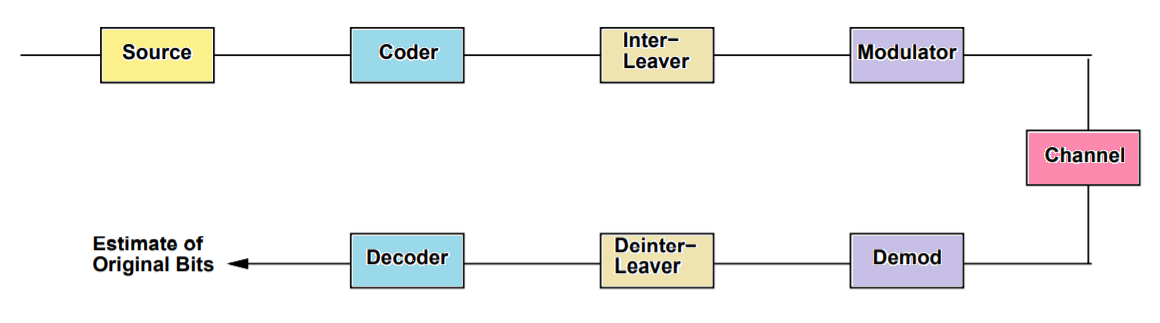 Source
Coder
Inter−
Leaver
Modulator
Channel
Estimate of
Original Bits
Decoder
Deinter−
Leaver
Demod